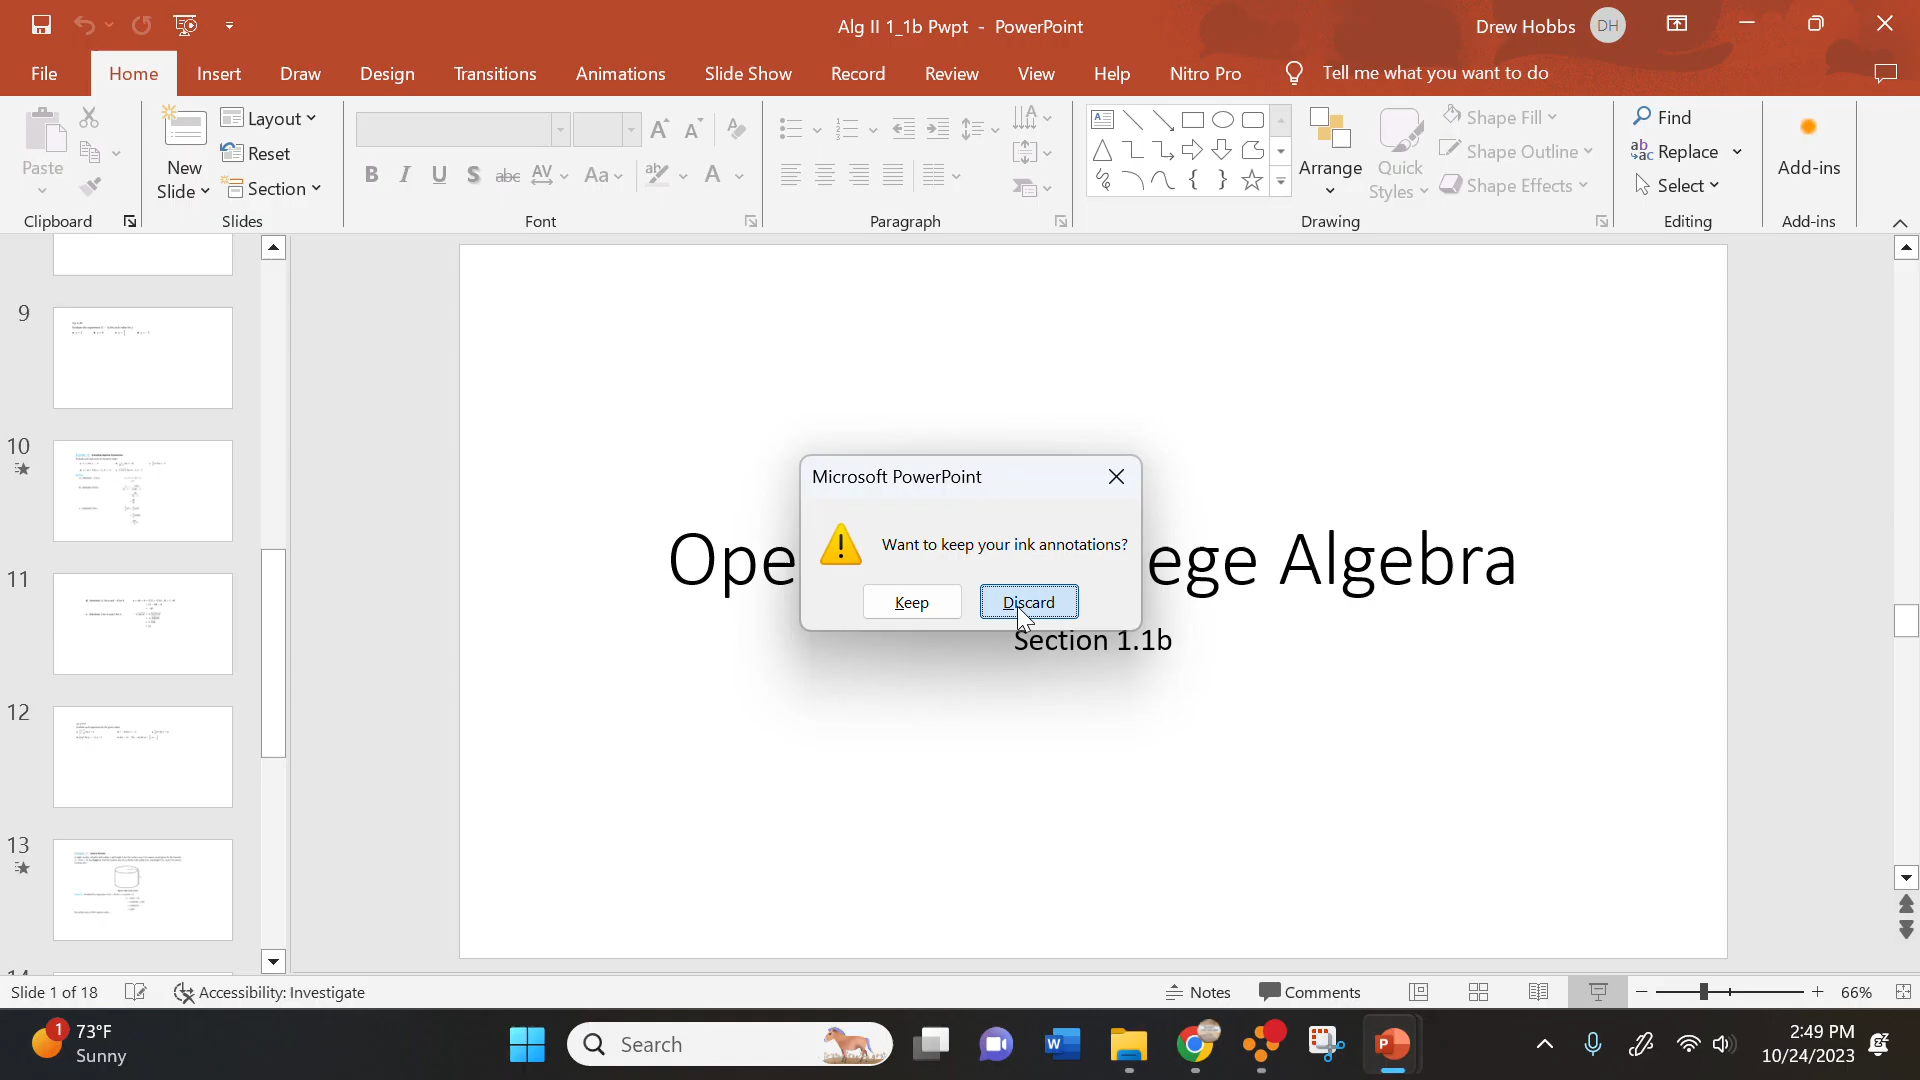 Alg II 1_1b Pwpt - PowerPoint
Drew Hobbs DH
File Home Insert Draw Design Transitions Animations Slide Show Record Review View Help Nitro Pro Tell me what you want to do
Paste
Clipboard
New Slide
Layout
Reset
Section
Slides
Font
Paragraph
Arrange
Quick Styles
Shape Fill
Shape Outline
Shape Effects
Drawing
Find
Replace
Select
Editing
Add-ins
Add-ins
9
10
11
12
13
14
Microsoft PowerPoint
Want to keep your ink annotations?
Keep Discard
Ope ege Algebra
Section 1.1b
Slide 1 of 18 Accessibility: Investigate Notes Comments 66%
1 73°F
Sunny
Search
2:49 PM
10/24/2023